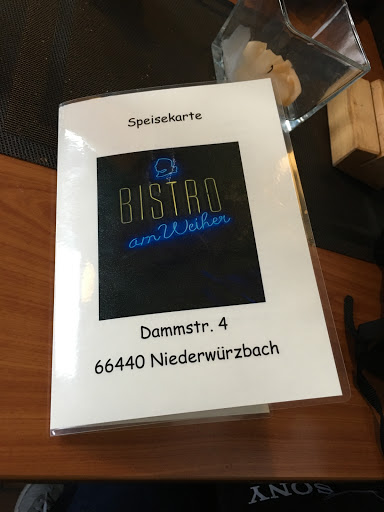 Speisekarte
BISTRO
am Weiher
Dammstr. 4
66440 Niederwürzbach
SONY